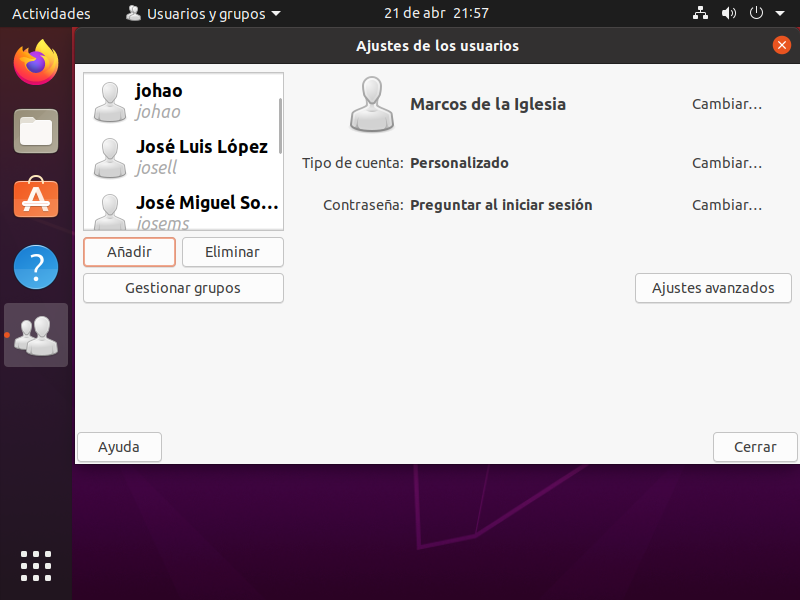 Actividades Usuarios y grupos 21 de abr 21:57
Ajustes de los usuarios
johao
johao
José Luis López
josell
José Miguel So...
josems
Añadir Eliminar
Gestionar grupos
Marcos de la Iglesia Cambiar...
Tipo de cuenta: Personalizado Cambiar...
Contraseña: Preguntar al iniciar sesión Cambiar...
Ajustes avanzados
Ayuda Cerrar